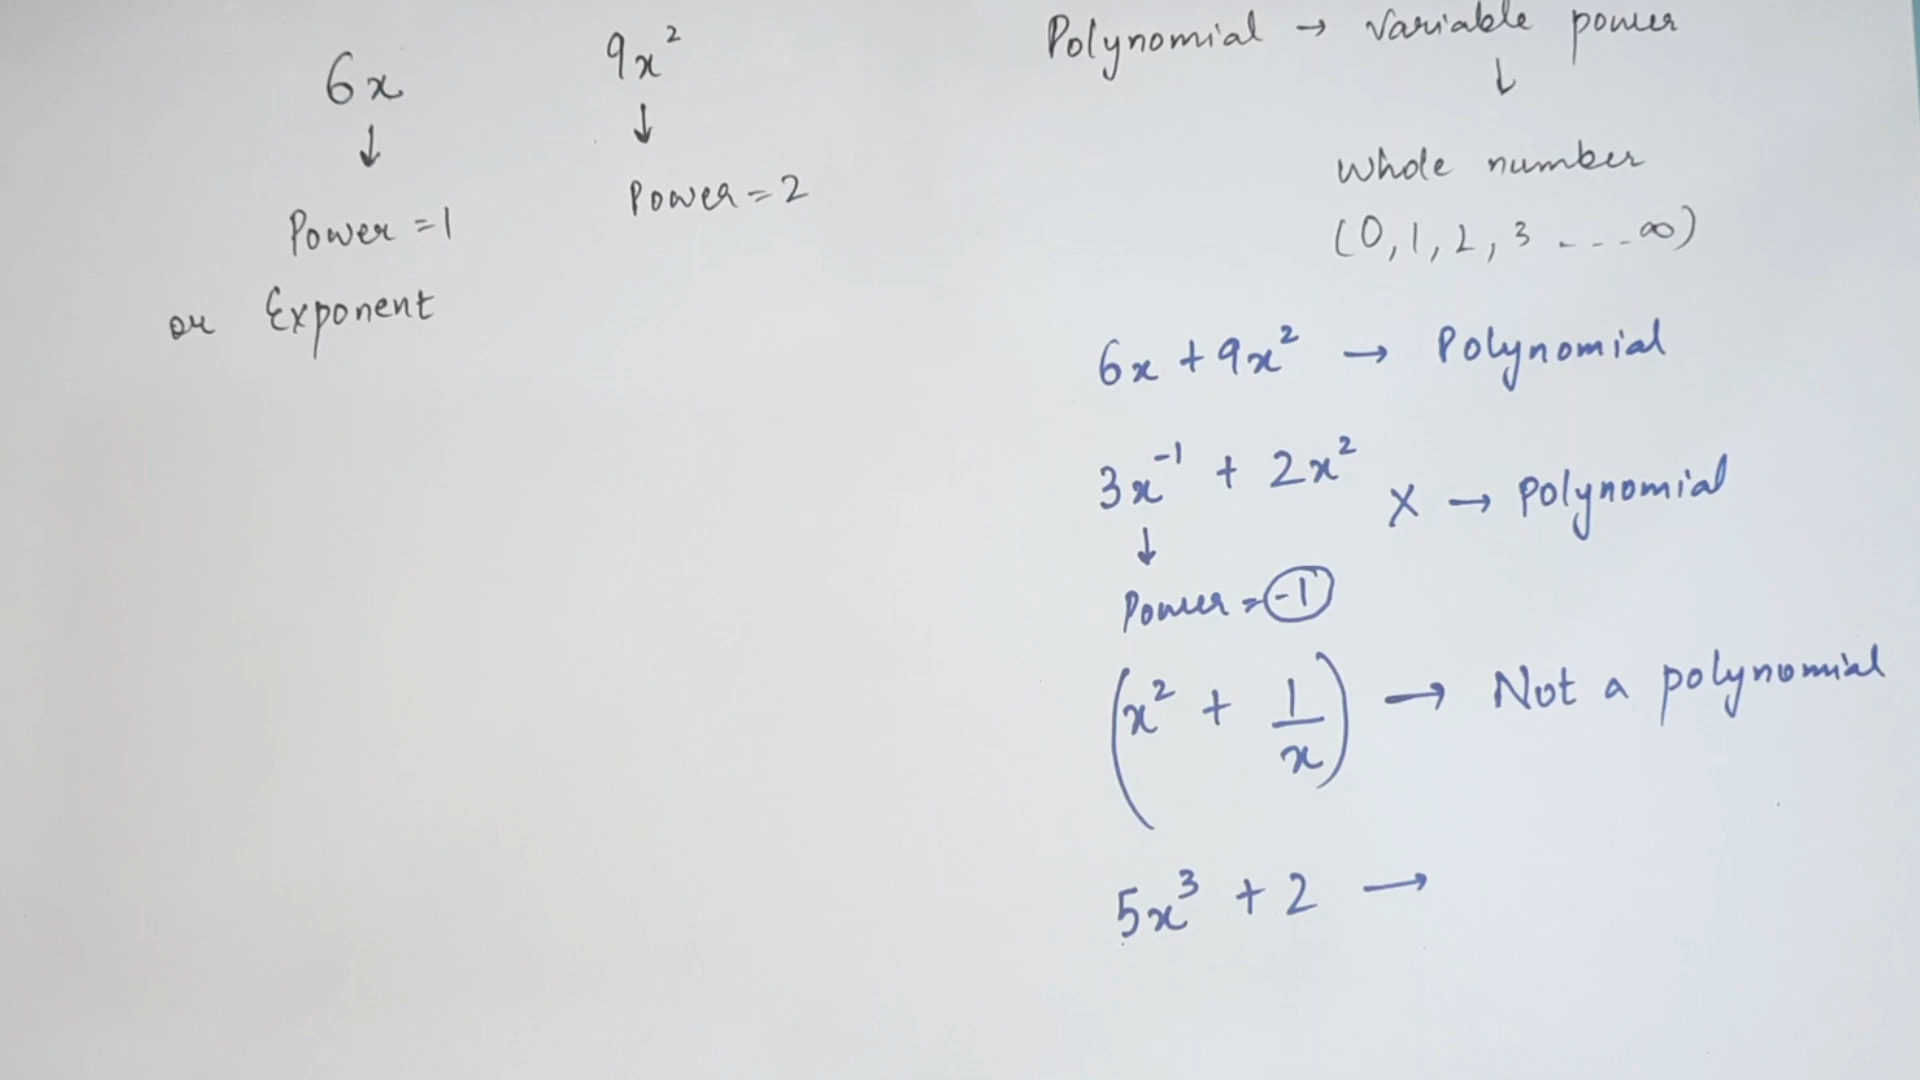 6x
↓
Power = 1
or Exponent
9x²
↓
Power = 2
Polynomial → Variable power
↓
Whole number
(0, 1, 2, 3 ---- ∞)
6x + 9x² → Polynomial
3x⁻¹ + 2x² X → Polynomial
↓
Power = -1
(x² + 1/x) → Not a polynomial
5x³ + 2 →